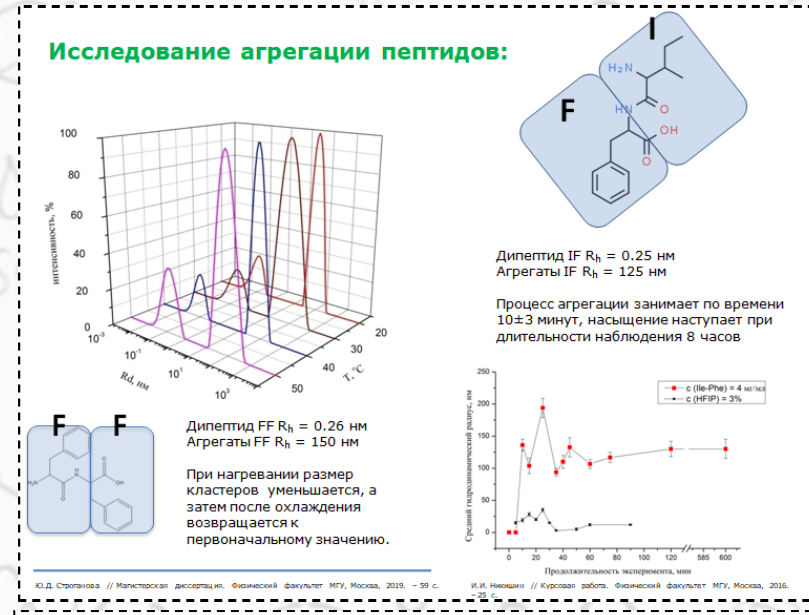 Исследование агрегации пептидов:
I
F
H₂N
O
HN
OH
O
100
80
60
40
20
0
интенсивность, %
10⁻³
10⁻¹
10¹
10³
Rd, нм
50
40
30
20
T,°C
Дипептид IF Rₕ = 0.25 нм
Агрегаты IF Rₕ = 125 нм
Процесс агрегации занимает по времени
10±3 минут, насыщение наступает при
длительности наблюдения 8 часов
F F
H₂N
O
O
OH
Дипептид FF Rₕ = 0.26 нм
Агрегаты FF Rₕ = 150 нм
При нагревании размер
кластеров уменьшается, а
затем после охлаждения
возвращается к
первоначальному значению.
250
200
150
100
50
0
Средний гидродинамический радиус, нм
c (Ile-Phe) = 4 мг/мл
c (HFIP) = 3%
0 20 40 60 80 100 120 585 600
Продолжительность эксперимента, мин
Ю.Д. Строганова // Магистерская диссертация. Физический факультет МГУ, Москва, 2019. – 59 с.
И.И. Никишин // Курсовая работа. Физический факультет МГУ, Москва, 2016.
– 25 с.